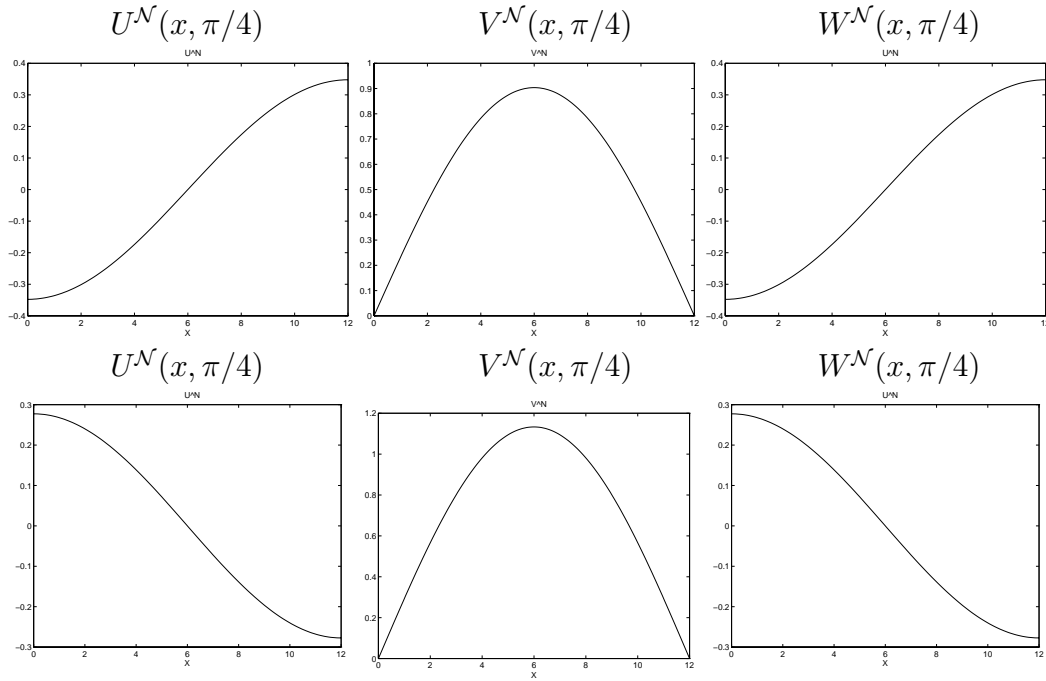 U^𝒩(x, π/4) V^𝒩(x, π/4) W^𝒩(x, π/4)
U^N V^N U^N
0.4 1 0.4
0.9
0.3 0.3
0.8
0.2 0.2
0.7
0.1 0.1
0.6
0 0.5 0
0.4
−0.1 −0.1
0.3
−0.2 −0.2
0.2
−0.3 −0.3
0.1
−0.4 0 −0.4
0 2 4 6 8 10 12 0 2 4 6 8 10 12 0 2 4 6 8 10 12
X X X
U^𝒩(x, π/4) V^𝒩(x, π/4) W^𝒩(x, π/4)
U^N V^N U^N
0.3 1.2 0.3
0.2 1 0.2
0.1 0.8 0.1
0 0.6 0
−0.1 0.4 −0.1
−0.2 0.2 −0.2
−0.3 0 −0.3
0 2 4 6 8 10 12 0 2 4 6 8 10 12 0 2 4 6 8 10 12
X X X